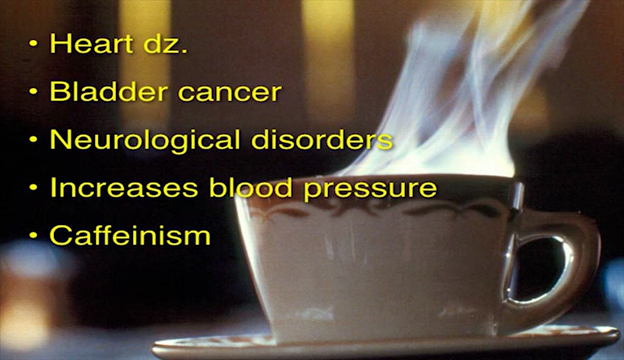 • Heart dz.
• Bladder cancer
• Neurological disorders
• Increases blood pressure
• Caffeinism